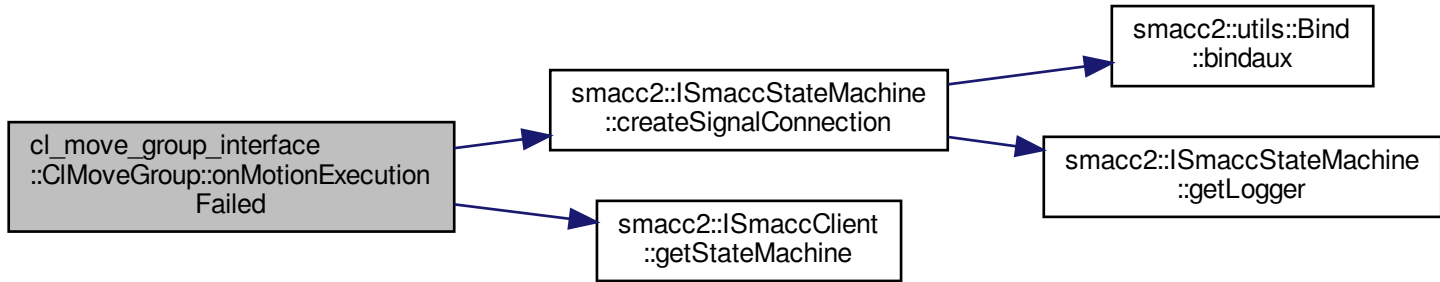 cl_move_group_interface
::ClMoveGroup::onMotionExecution
Failed
smacc2::ISmaccStateMachine
::createSignalConnection
smacc2::utils::Bind
::bindaux
smacc2::ISmaccStateMachine
::getLogger
smacc2::ISmaccClient
::getStateMachine